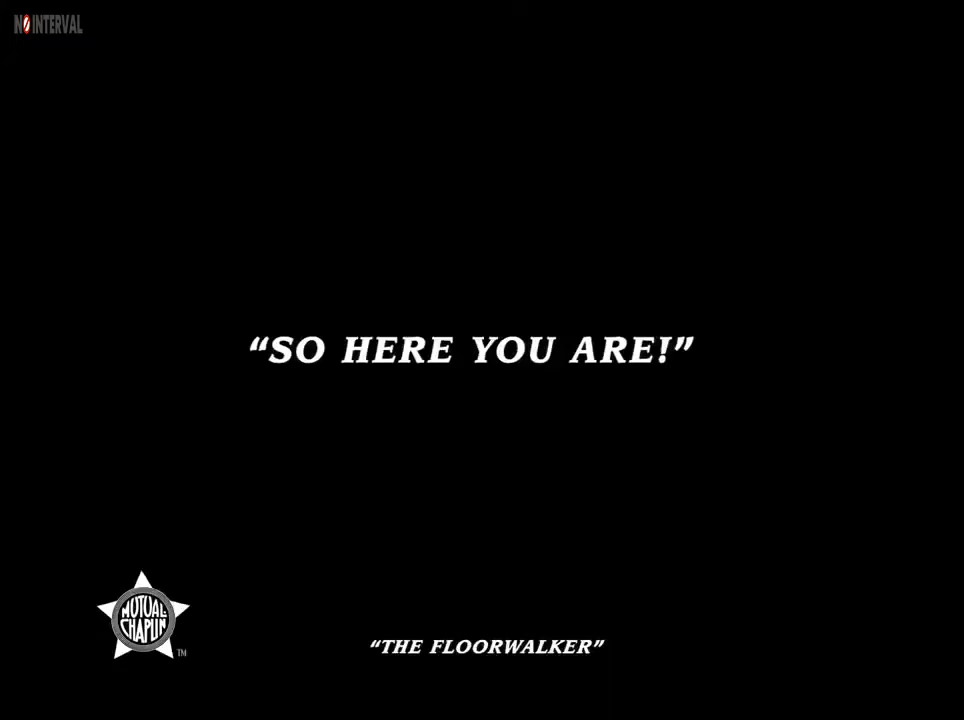 NOINTERVAL
“SO HERE YOU ARE!”
MUTUAL-
CHAPLIN
TM
“THE FLOORWALKER”